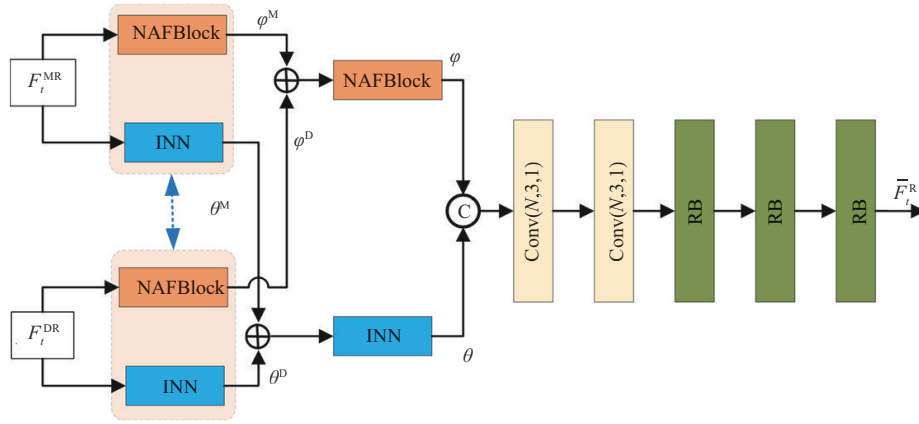 F_t^MR
NAFBlock
φ^M
INN
θ^M
F_t^DR
NAFBlock
φ^D
INN
θ^D
NAFBlock
φ
INN
θ
C
Conv(N,3,1)
Conv(N,3,1)
RB
RB
RB
F̅_t^R